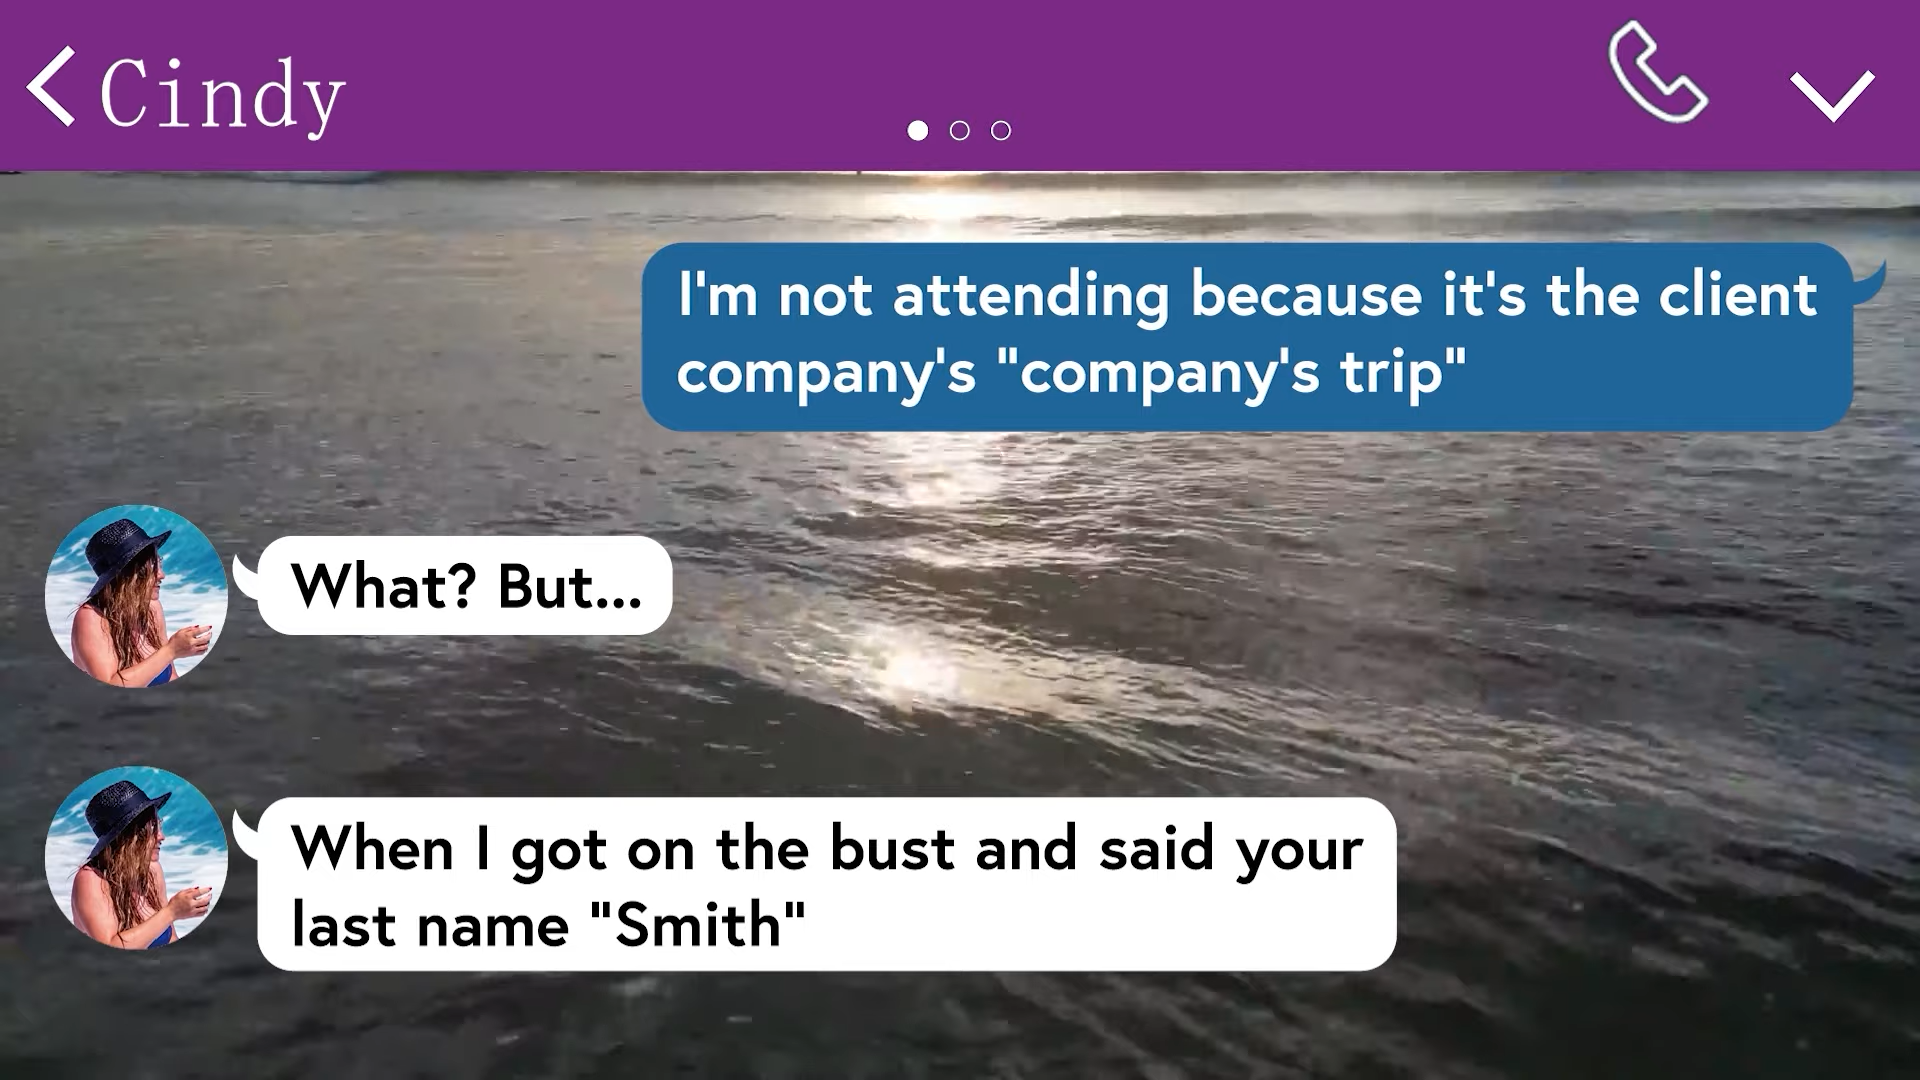 Cindy
I'm not attending because it's the client
company's "company's trip"
What? But...
When I got on the bust and said your
last name "Smith"